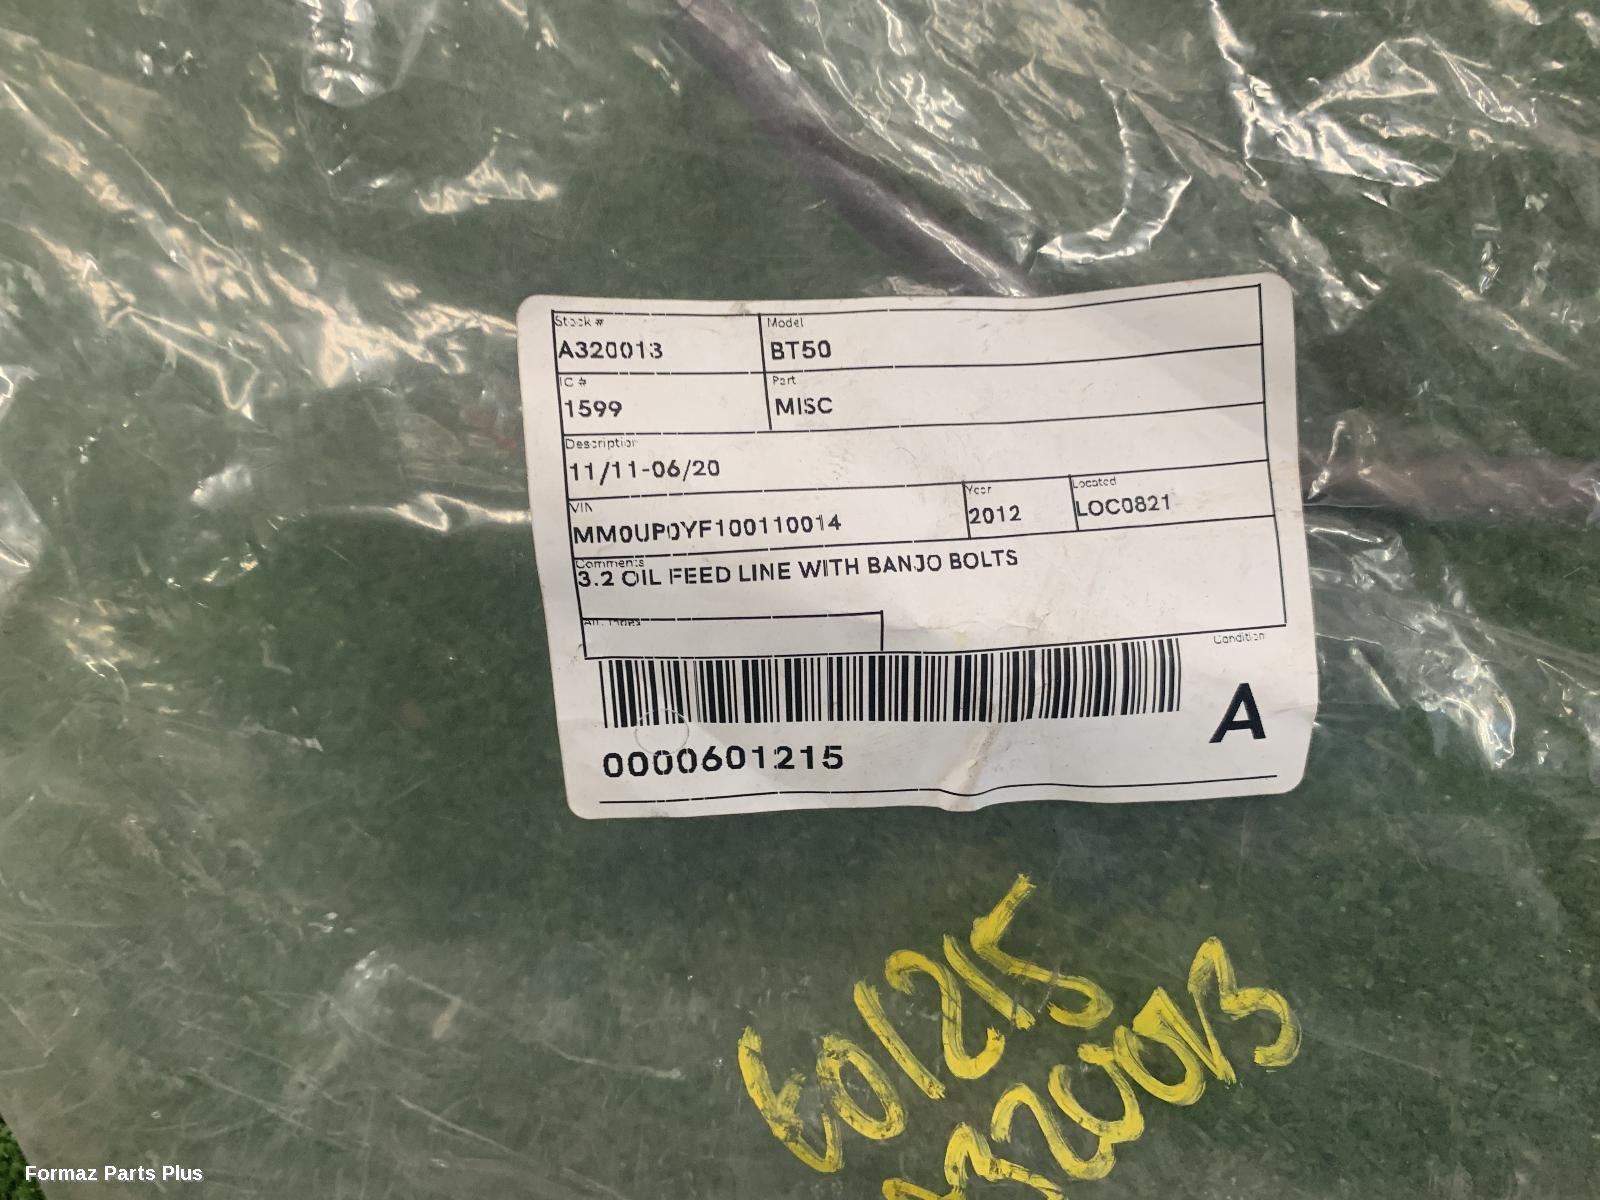 Stock # Model
A320013 BT50
IC # Part
1599 MISC
Description
11/11-06/20
VIN Year Located
MM0UP0YF100110014 2012 LOC0821
Comments
3.2 OIL FEED LINE WITH BANJO BOLTS
Condition
A
0000601215
601215
A320013
Formaz Parts Plus